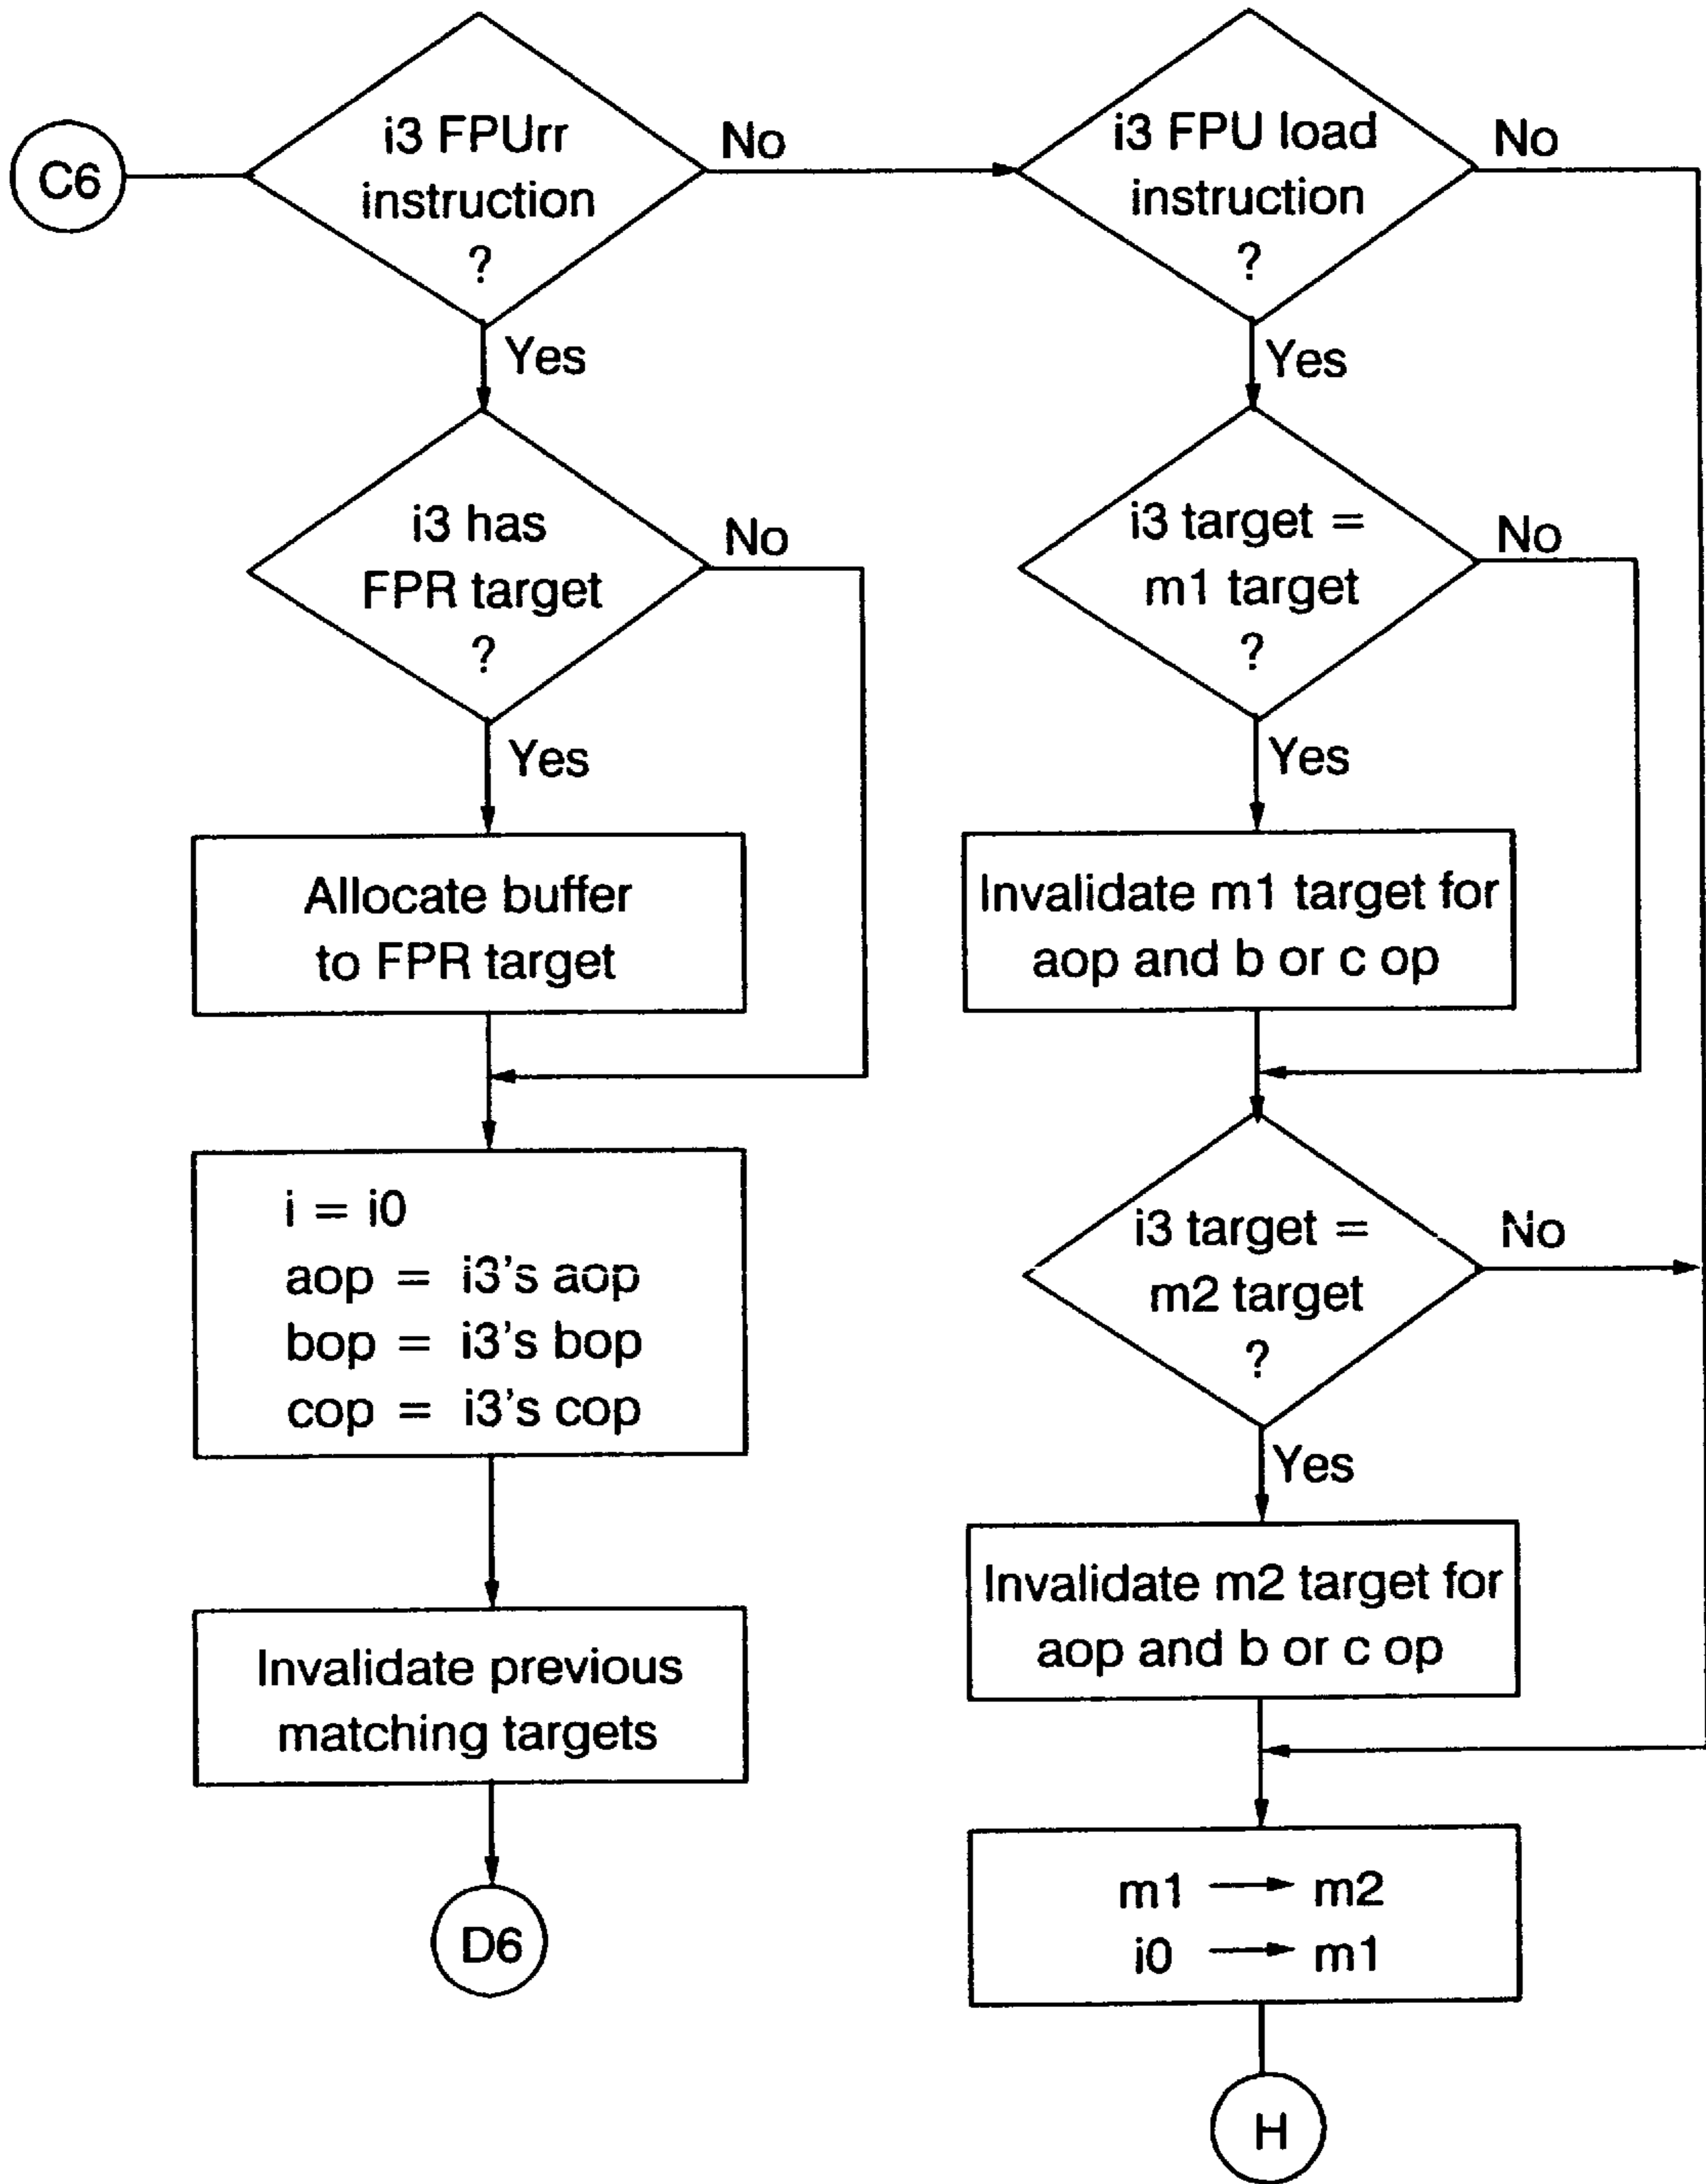 C6
i3 FPUrr
instruction
?
No
Yes
i3 has
FPR target
?
No
Yes
Allocate buffer
to FPR target
i = i0
aop = i3's aop
bop = i3's bop
cop = i3's cop
Invalidate previous
matching targets
D6
i3 FPU load
instruction
?
No
Yes
i3 target =
m1 target
?
No
Yes
Invalidate m1 target for
aop and b or c op
i3 target =
m2 target
?
No
Yes
Invalidate m2 target for
aop and b or c op
m1 → m2
i0 → m1
H